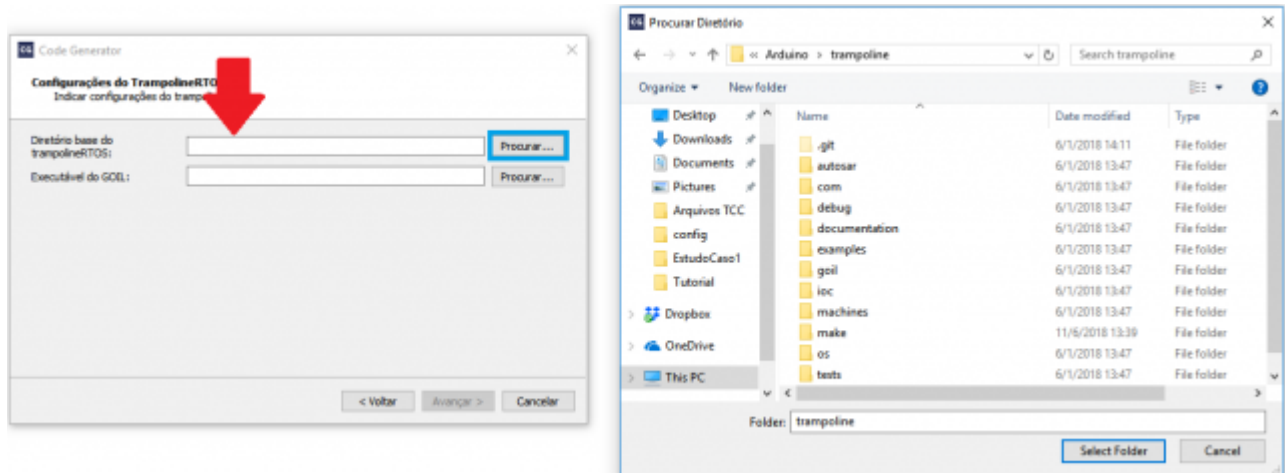 CG Code Generator
Configurações do TrampolineRTO
Indicar configurações do tramp
Diretório base do
trampolineRTOS:
Procurar...
Executável do GOIL:
Procurar...
< Voltar
Avançar >
Cancelar
CG Procurar Diretório
« Arduino > trampoline
Search trampoline
Organize
New folder
Name
Date modified
Type
Desktop
Downloads
Documents
Pictures
Arquivos TCC
config
EstudoCaso1
Tutorial
Dropbox
OneDrive
This PC
.git 6/1/2018 14:11 File folder
autosar 6/1/2018 13:47 File folder
com 6/1/2018 13:47 File folder
debug 6/1/2018 13:47 File folder
documentation 6/1/2018 13:47 File folder
examples 6/1/2018 13:47 File folder
goil 6/1/2018 13:47 File folder
ioc 6/1/2018 13:47 File folder
machines 6/1/2018 13:47 File folder
make 11/6/2018 13:39 File folder
os 6/1/2018 13:47 File folder
tests 6/1/2018 13:47 File folder
Folder: trampoline
Select Folder
Cancel